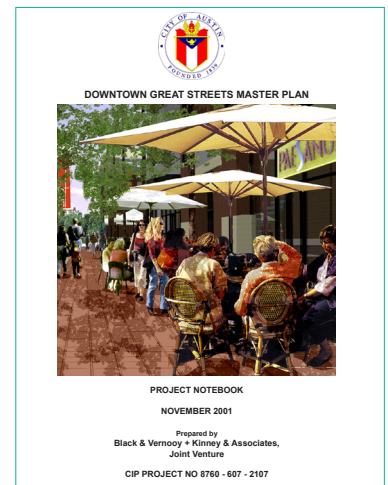 CITY OF AUSTIN
FOUNDED 1839
DOWNTOWN GREAT STREETS MASTER PLAN
PAESANO
PROJECT NOTEBOOK
NOVEMBER 2001
Prepared by
Black & Vernooy + Kinney & Associates,
Joint Venture
CIP PROJECT NO 8760 - 607 - 2107